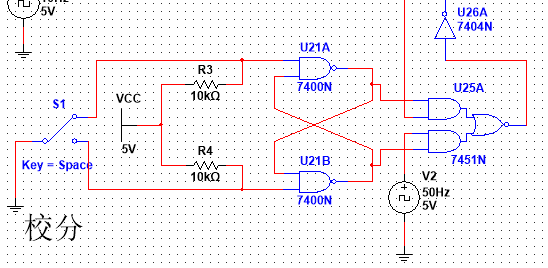 5V
U26A
7404N
R3
10kΩ
U21A
7400N
S1
VCC
5V
U25A
7451N
Key = Space
R4
10kΩ
U21B
7400N
V2
50Hz
5V
校分